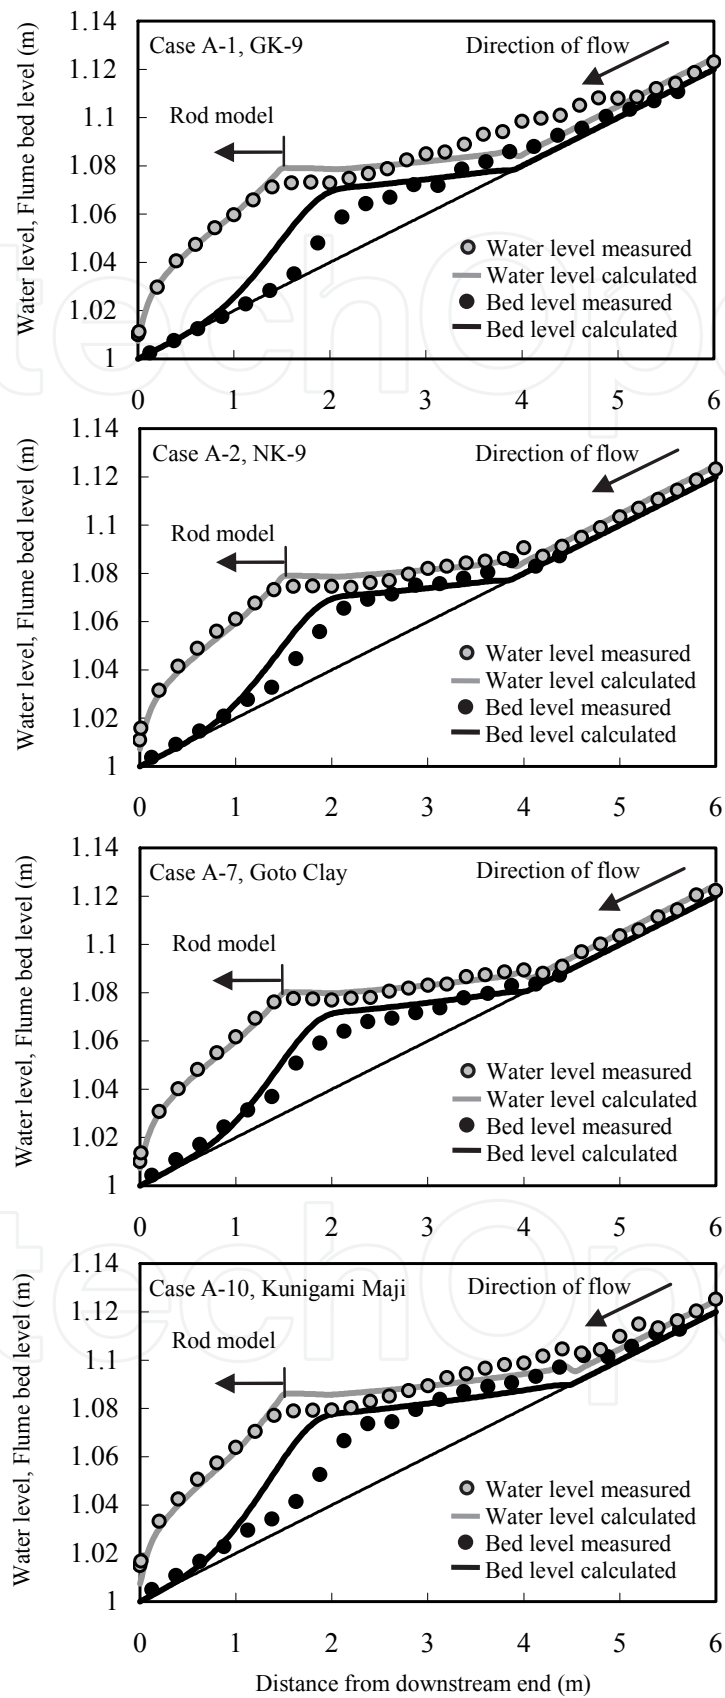 Water level, Flume bed level (m)
1.14
1.12
1.1
1.08
1.06
1.04
1.02
1
Case A-1, GK-9
Direction of flow
Rod model
Water level measured
Water level calculated
Bed level measured
Bed level calculated
0 1 2 3 4 5 6
Water level, Flume bed level (m)
1.14
1.12
1.1
1.08
1.06
1.04
1.02
1
Case A-2, NK-9
Direction of flow
Rod model
Water level measured
Water level calculated
Bed level measured
Bed level calculated
0 1 2 3 4 5 6
Water level, Flume bed level (m)
1.14
1.12
1.1
1.08
1.06
1.04
1.02
1
Case A-7, Goto Clay
Direction of flow
Rod model
Water level measured
Water level calculated
Bed level measured
Bed level calculated
0 1 2 3 4 5 6
Water level, Flume bed level (m)
1.14
1.12
1.1
1.08
1.06
1.04
1.02
1
Case A-10, Kunigami Maji
Direction of flow
Rod model
Water level measured
Water level calculated
Bed level measured
Bed level calculated
0 1 2 3 4 5 6
Distance from downstream end (m)